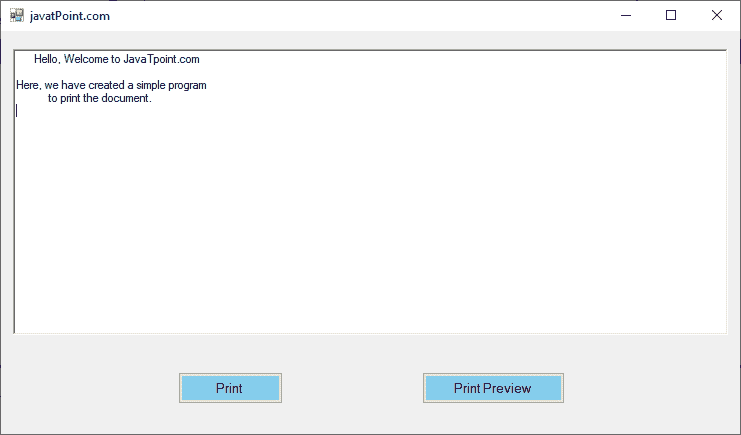 javatPoint.com
Hello, Welcome to JavaTpoint.com
Here, we have created a simple program
to print the document.
Print
Print Preview